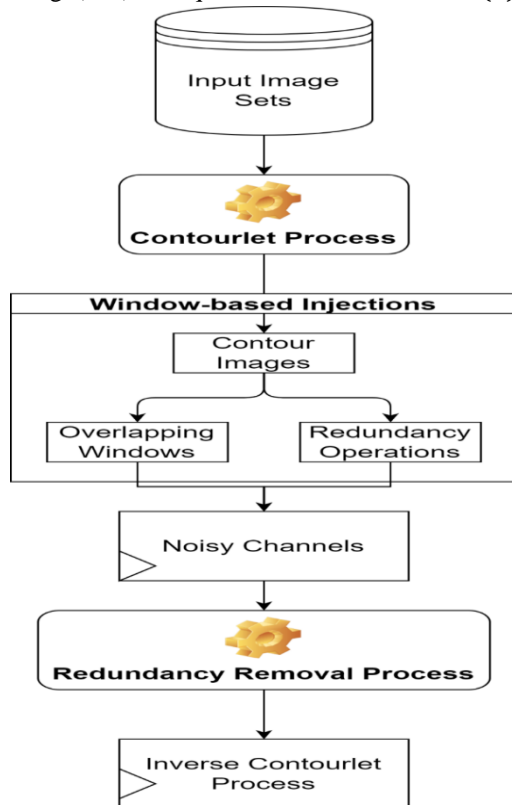 Input Image
Sets
Contourlet Process
Window-based Injections
Contour
Images
Overlapping
Windows
Redundancy
Operations
Noisy Channels
Redundancy Removal Process
Inverse Contourlet
Process